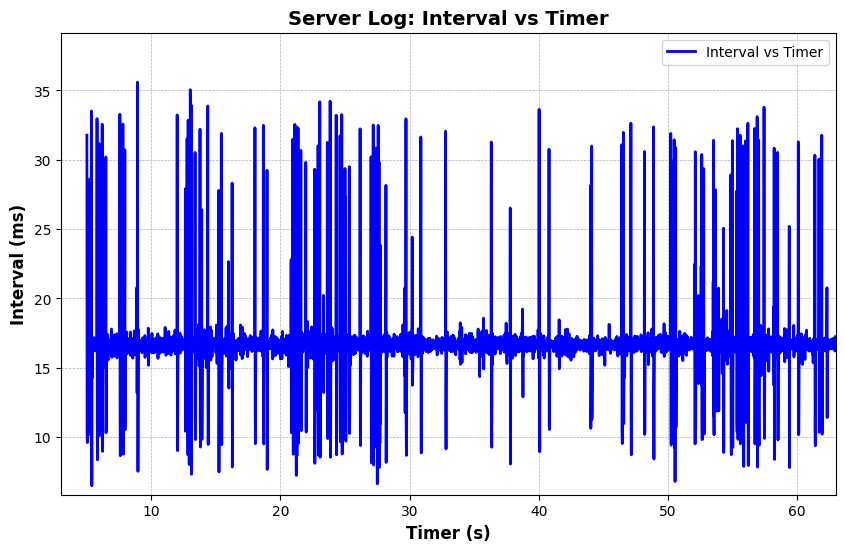 Server Log: Interval vs Timer
Interval vs Timer
35
30
25
20
15
10
Interval (ms)
10 20 30 40 50 60
Timer (s)